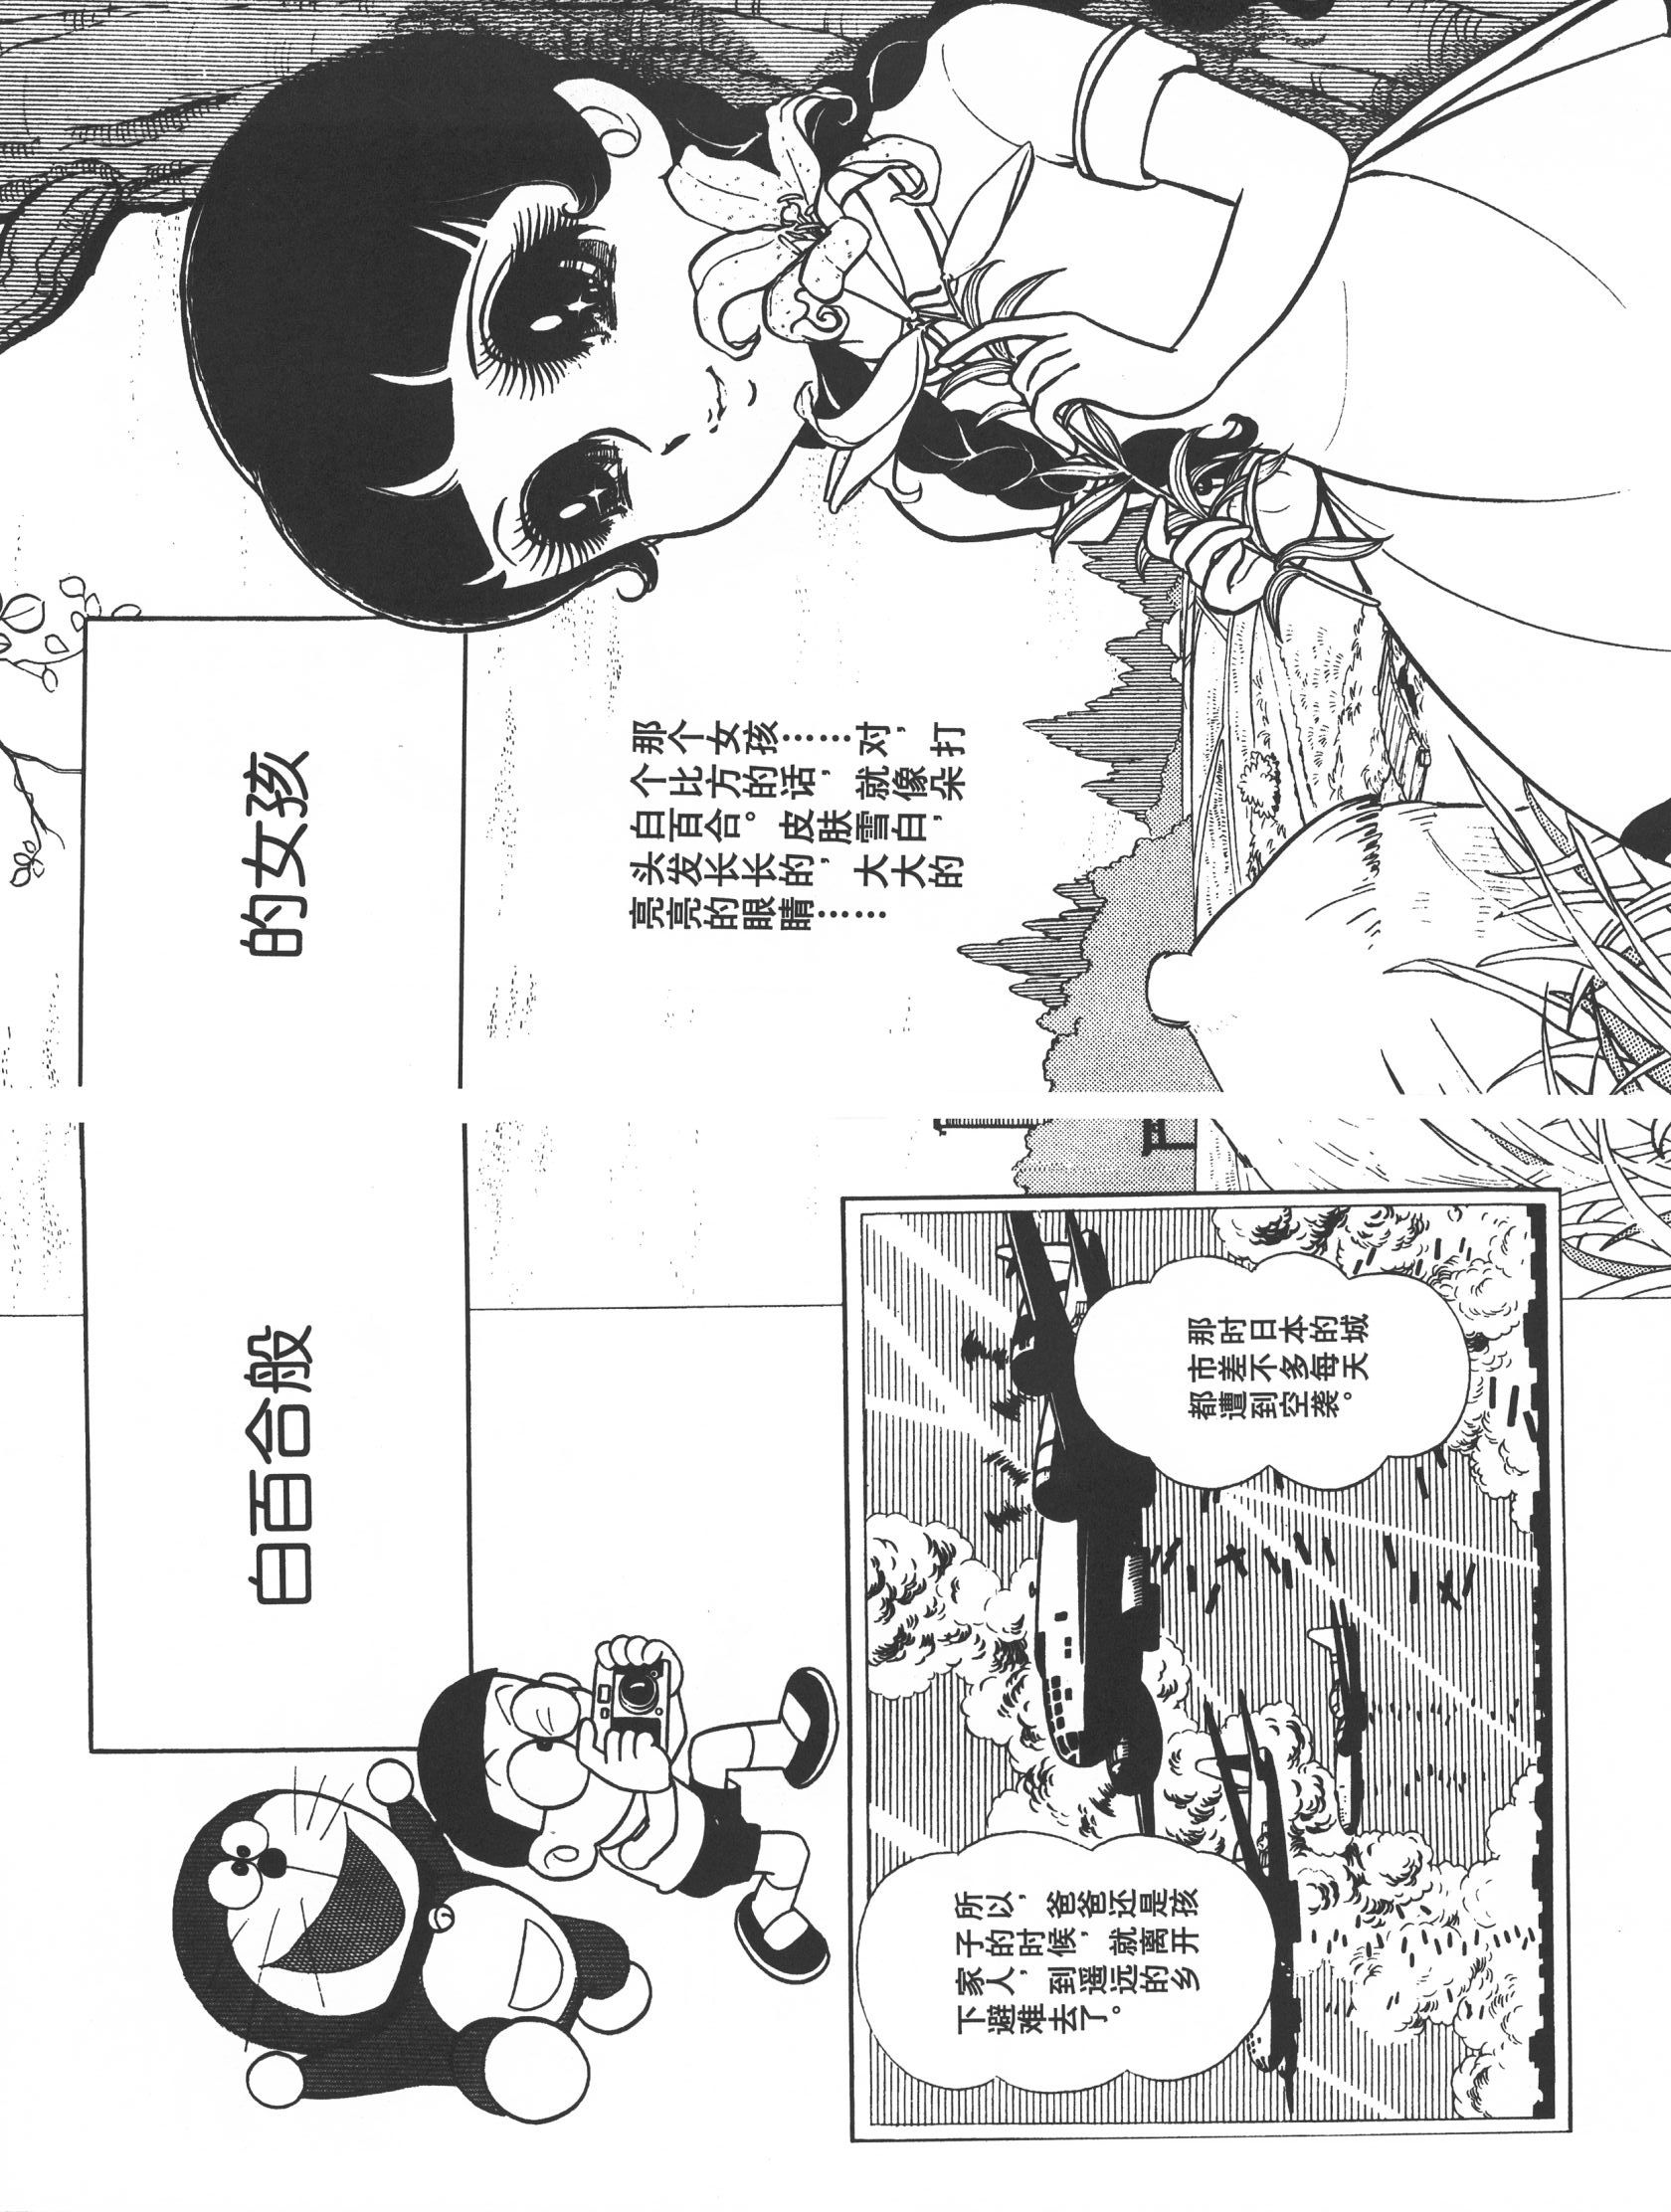 白百合般的女孩
那个女孩……对，打
个比方的话，就像朵
白百合。皮肤雪白，
头发长长的，大大的
亮亮的眼睛……
那时日本的城
市差不多每天
都遭到空袭。
所以，爸爸还是孩
子的时候，就离开
家人，到遥远的乡
下避难去了。